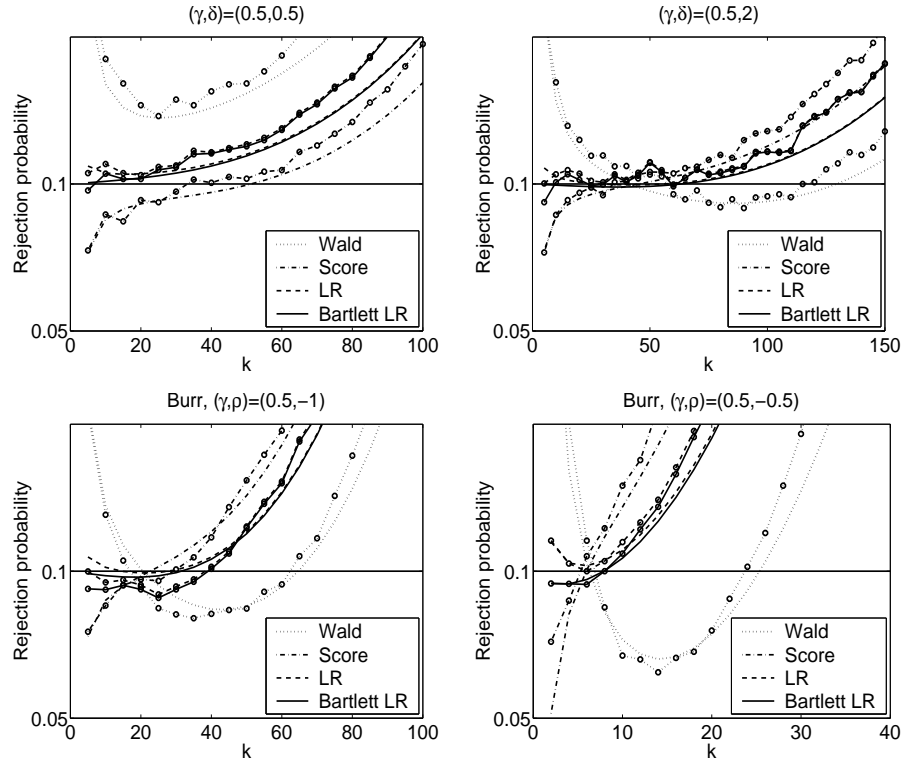 (γ,δ)=(0.5,0.5)
Rejection probability
0.1
0.05
0 20 40 60 80 100
k
Wald
Score
LR
Bartlett LR
(γ,δ)=(0.5,2)
Rejection probability
0.1
0.05
0 50 100 150
k
Wald
Score
LR
Bartlett LR
Burr, (γ,ρ)=(0.5,−1)
Rejection probability
0.1
0.05
0 20 40 60 80 100
k
Wald
Score
LR
Bartlett LR
Burr, (γ,ρ)=(0.5,−0.5)
Rejection probability
0.1
0.05
0 10 20 30 40
k
Wald
Score
LR
Bartlett LR